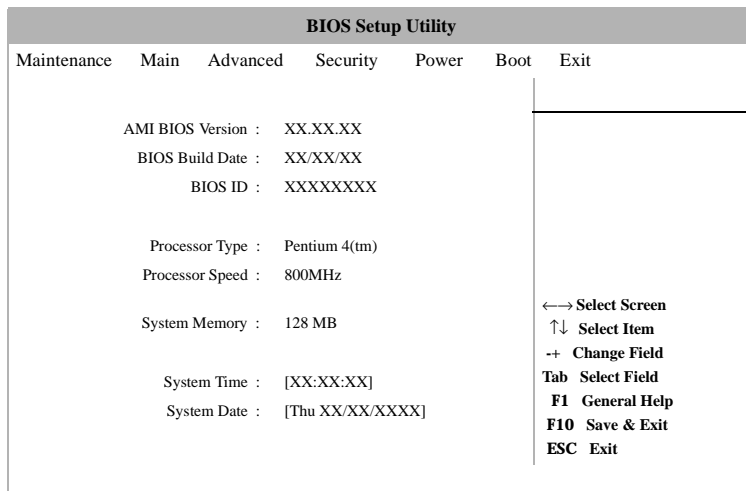 BIOS Setup Utility
Maintenance Main Advanced Security Power Boot Exit
AMI BIOS Version : XX.XX.XX
BIOS Build Date : XX/XX/XX
BIOS ID : XXXXXXXX
Processor Type : Pentium 4(tm)
Processor Speed : 800MHz
System Memory : 128 MB
System Time : [XX:XX:XX]
System Date : [Thu XX/XX/XXXX]
←→ Select Screen
↑↓ Select Item
-+ Change Field
Tab Select Field
F1 General Help
F10 Save & Exit
ESC Exit